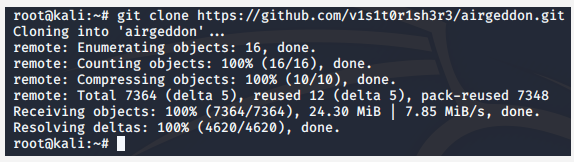 root@kali:~# git clone https://github.com/v1s1t0r1sh3r3/airgeddon.git
Cloning into 'airgeddon'...
remote: Enumerating objects: 16, done.
remote: Counting objects: 100% (16/16), done.
remote: Compressing objects: 100% (10/10), done.
remote: Total 7364 (delta 5), reused 12 (delta 5), pack-reused 7348
Receiving objects: 100% (7364/7364), 24.30 MiB | 7.85 MiB/s, done.
Resolving deltas: 100% (4620/4620), done.
root@kali:~#